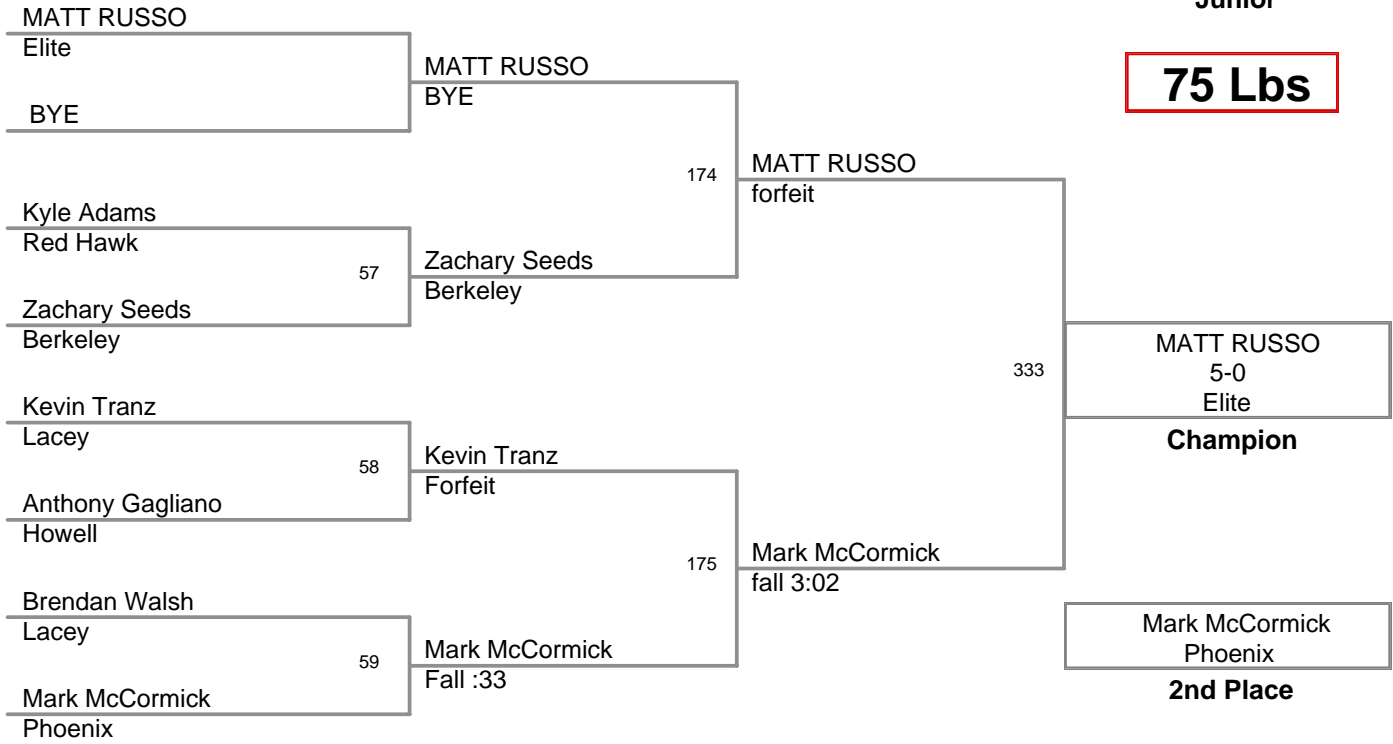 Junior
75 Lbs
MATT RUSSO
Elite
BYE
Kyle Adams
Red Hawk
57
Zachary Seeds
Berkeley
Kevin Tranz
Lacey
58
Anthony Gagliano
Howell
Brendan Walsh
Lacey
59
Mark McCormick
Phoenix
MATT RUSSO
BYE
174
Zachary Seeds
Berkeley
Kevin Tranz
Forfeit
175
Mark McCormick
Fall :33
MATT RUSSO
forfeit
333
Mark McCormick
fall 3:02
MATT RUSSO
5-0
Elite
Champion
Mark McCormick
Phoenix
2nd Place